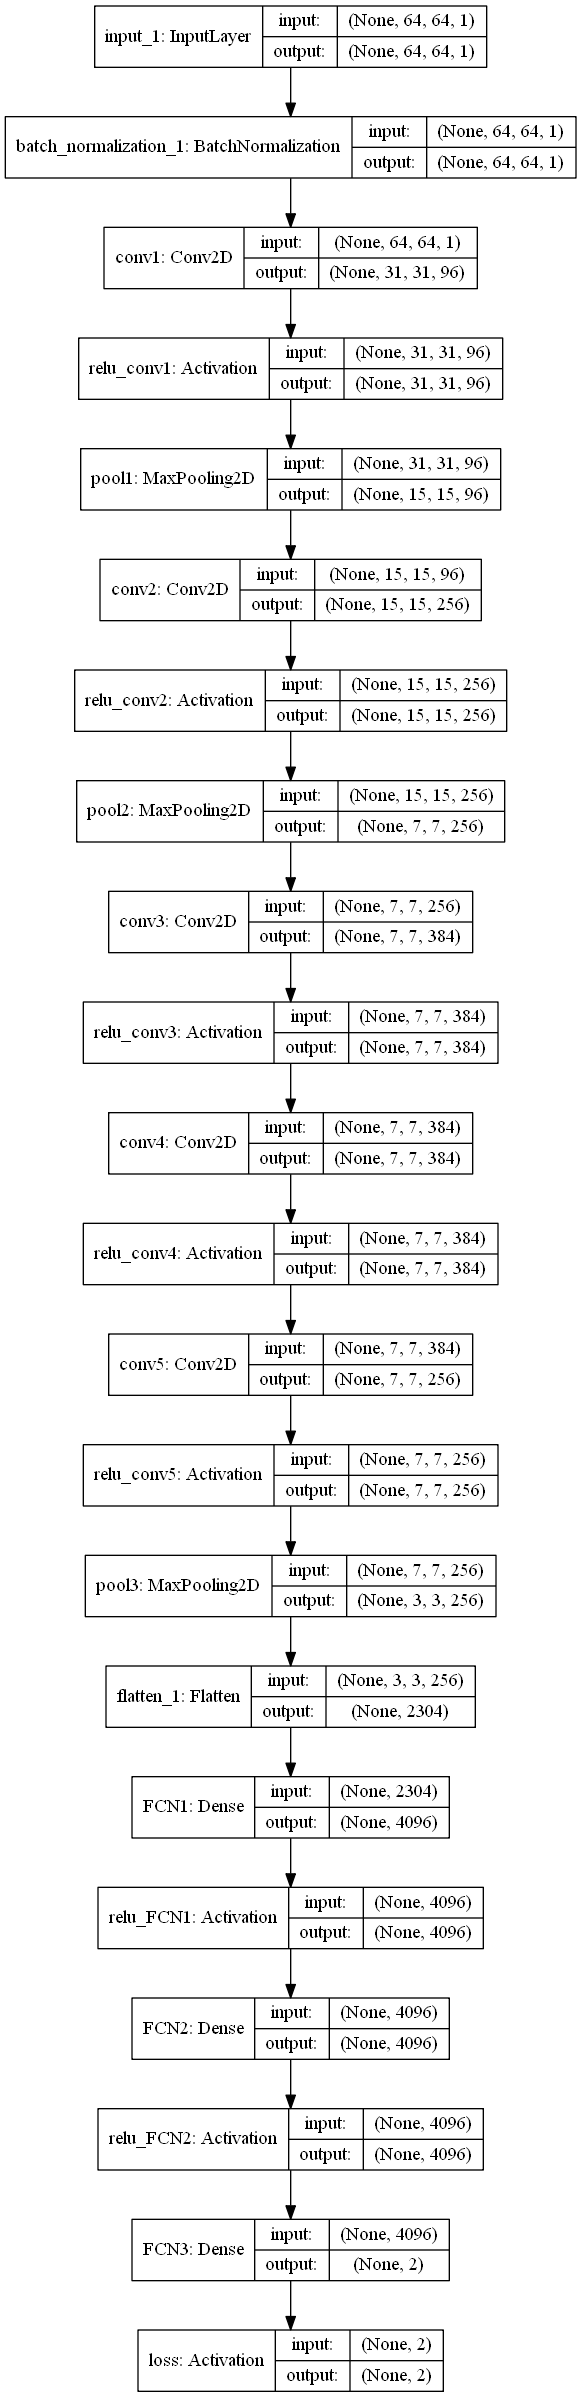 input_1: InputLayer input: (None, 64, 64, 1)
output: (None, 64, 64, 1)
batch_normalization_1: BatchNormalization input: (None, 64, 64, 1)
output: (None, 64, 64, 1)
conv1: Conv2D input: (None, 64, 64, 1)
output: (None, 31, 31, 96)
relu_conv1: Activation input: (None, 31, 31, 96)
output: (None, 31, 31, 96)
pool1: MaxPooling2D input: (None, 31, 31, 96)
output: (None, 15, 15, 96)
conv2: Conv2D input: (None, 15, 15, 96)
output: (None, 15, 15, 256)
relu_conv2: Activation input: (None, 15, 15, 256)
output: (None, 15, 15, 256)
pool2: MaxPooling2D input: (None, 15, 15, 256)
output: (None, 7, 7, 256)
conv3: Conv2D input: (None, 7, 7, 256)
output: (None, 7, 7, 384)
relu_conv3: Activation input: (None, 7, 7, 384)
output: (None, 7, 7, 384)
conv4: Conv2D input: (None, 7, 7, 384)
output: (None, 7, 7, 384)
relu_conv4: Activation input: (None, 7, 7, 384)
output: (None, 7, 7, 384)
conv5: Conv2D input: (None, 7, 7, 384)
output: (None, 7, 7, 256)
relu_conv5: Activation input: (None, 7, 7, 256)
output: (None, 7, 7, 256)
pool3: MaxPooling2D input: (None, 7, 7, 256)
output: (None, 3, 3, 256)
flatten_1: Flatten input: (None, 3, 3, 256)
output: (None, 2304)
FCN1: Dense input: (None, 2304)
output: (None, 4096)
relu_FCN1: Activation input: (None, 4096)
output: (None, 4096)
FCN2: Dense input: (None, 4096)
output: (None, 4096)
relu_FCN2: Activation input: (None, 4096)
output: (None, 4096)
FCN3: Dense input: (None, 4096)
output: (None, 2)
loss: Activation input: (None, 2)
output: (None, 2)